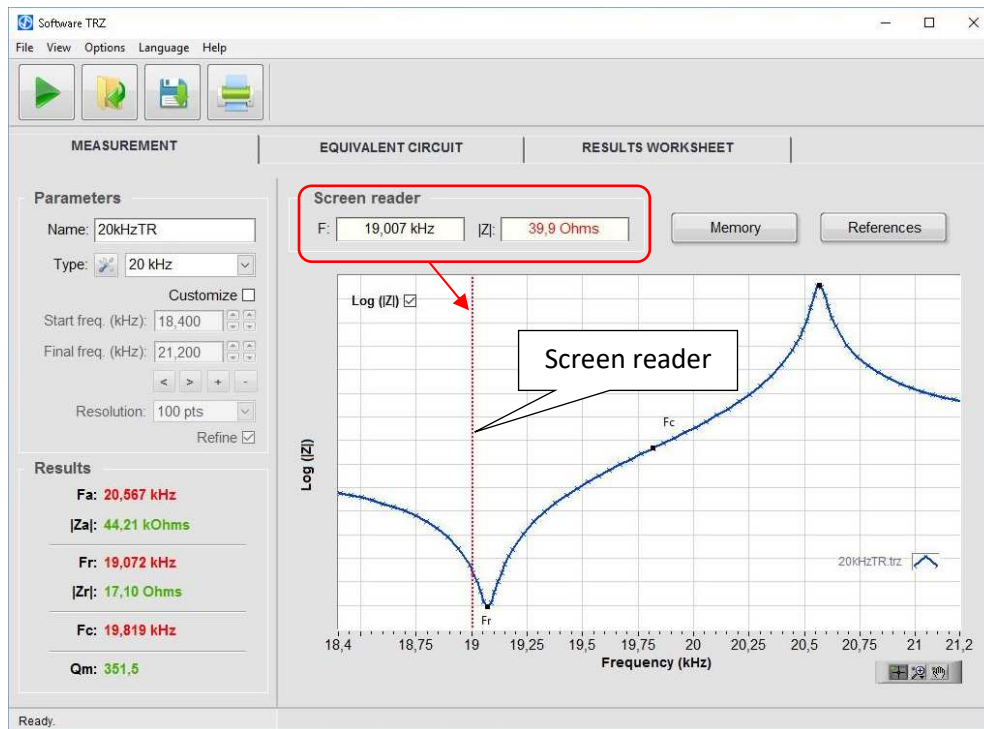 Software TRZ
File View Options Language Help
MEASUREMENT
EQUIVALENT CIRCUIT
RESULTS WORKSHEET
Parameters
Name: 20kHzTR
Type: 20 kHz
Customize
Start freq. (kHz): 18,400
Final freq. (kHz): 21,200
< > + -
Resolution: 100 pts
Refine
Results
Fa: 20,567 kHz
|Za|: 44,21 kOhms
Fr: 19,072 kHz
|Zr|: 17,10 Ohms
Fc: 19,819 kHz
Qm: 351,5
Screen reader
F: 19,007 kHz |Z|: 39,9 Ohms
Memory
References
Log (|Z|)
Screen reader
Fc
Log (|Z|)
20kHzTR.trz
Fr
18,4 18,75 19 19,25 19,5 19,75 20 20,25 20,5 20,75 21 21,2
Frequency (kHz)
Ready.